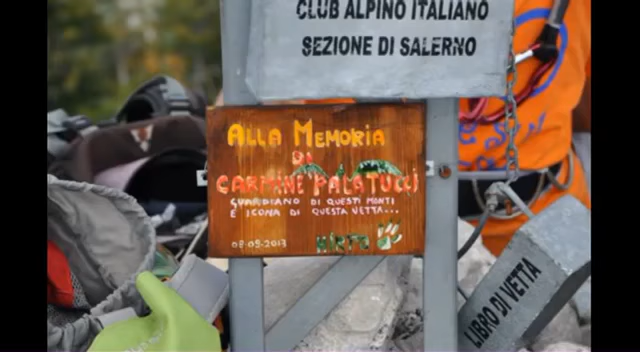 CLUB ALPINO ITALIANO
SEZIONE DI SALERNO
ALLA MEMORIA
DI
CARMINE PALATUCCI
GUARDIANO DI QUESTI MONTI
E ICONA DI QUESTA VETTA...
08-09-2013
LIBRO DI VETTA